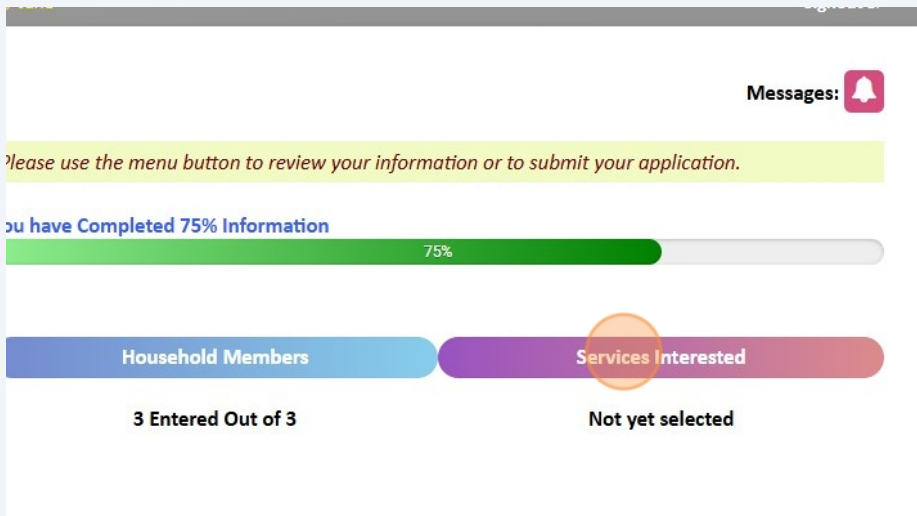 Messages:
Please use the menu button to review your information or to submit your application.
ou have Completed 75% Information
75%
Household Members
Services Interested
3 Entered Out of 3
Not yet selected